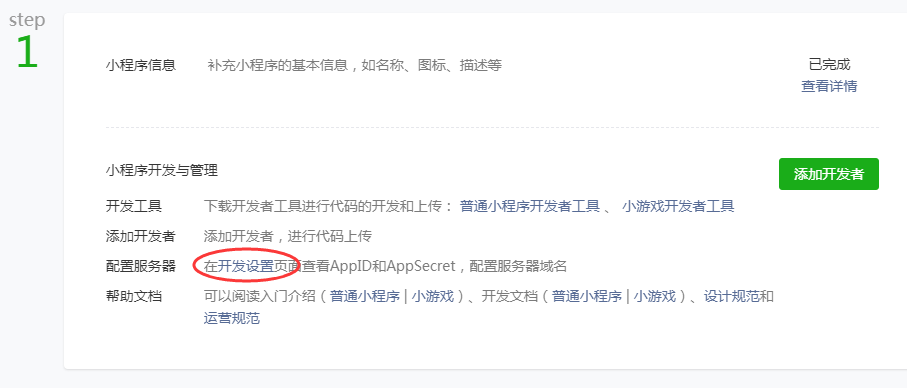 step
1
小程序信息 补充小程序的基本信息，如名称、图标、描述等 已完成
查看详情
小程序开发与管理 添加开发者
开发工具 下载开发者工具进行代码的开发和上传： 普通小程序开发者工具 、 小游戏开发者工具
添加开发者 添加开发者，进行代码上传
配置服务器 在开发设置页面查看AppID和AppSecret，配置服务器域名
帮助文档 可以阅读入门介绍（普通小程序 | 小游戏）、开发文档（普通小程序 | 小游戏）、设计规范和
运营规范